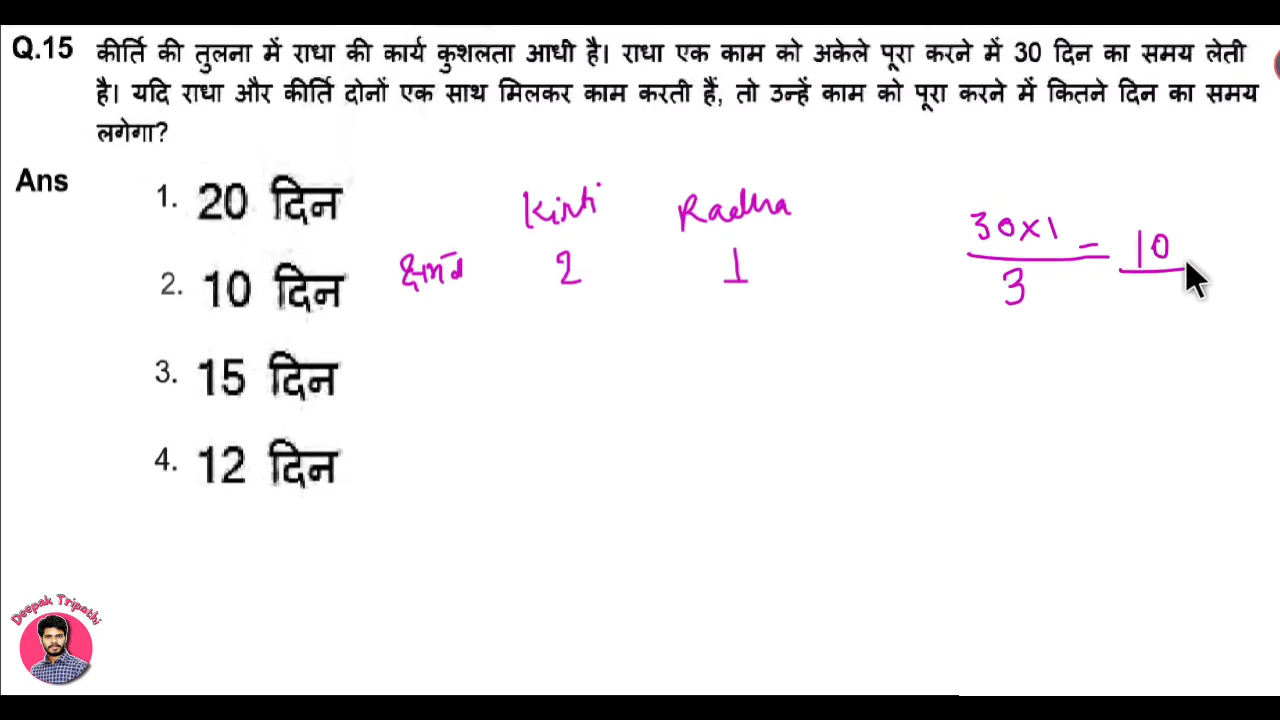 Q.15 कीर्ति की तुलना में राधा की कार्य कुशलता आधी है। राधा एक काम को अकेले पूरा करने में 30 दिन का समय लेती
है। यदि राधा और कीर्ति दोनों एक साथ मिलकर काम करती हैं, तो उन्हें काम को पूरा करने में कितने दिन का समय
लगेगा?
Ans
1. 20 दिन
2. 10 दिन
3. 15 दिन
4. 12 दिन
Kirti Radha
2 1
30×1
3
= 10
Deepak Tripathi